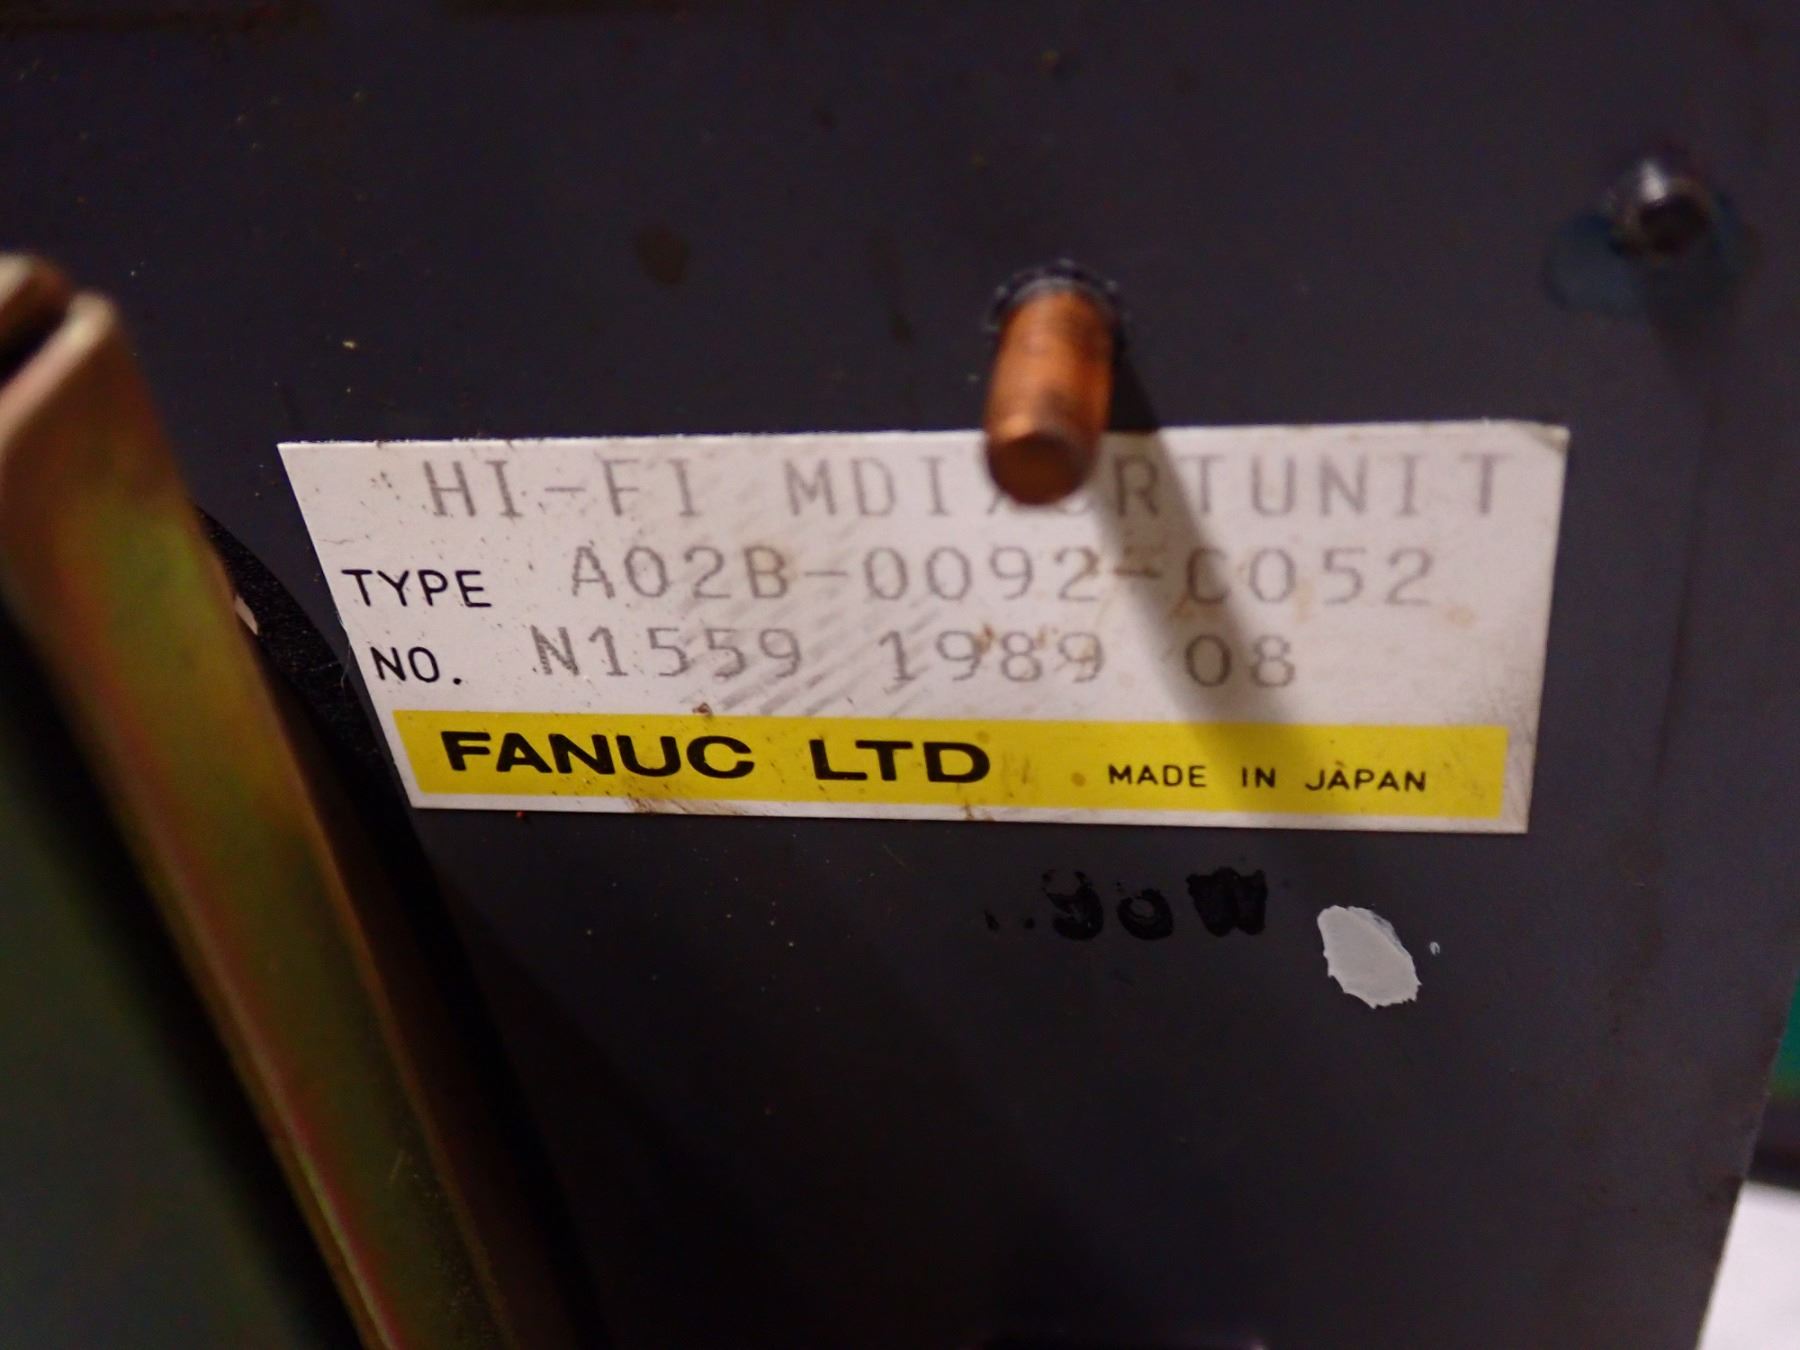 HI-FI MDI/CRTUNIT
TYPE A02B-0092-C052
NO. N1559 1989 08
FANUC LTD MADE IN JAPAN